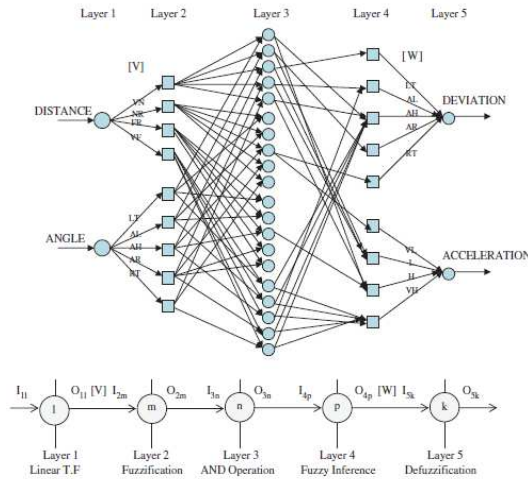 Layer 1 Layer 2 Layer 3 Layer 4 Layer 5
[V] [W]
DISTANCE
VN
NR
FR
VF
ANGLE
LT
AL
AH
AR
RT
LT
AL
AH
AR
RT
DEVIATION
VL
L
H
VH
ACCELERATION
I1l O1l [V] I2m O2m I3n O3n I4p O4p [W] I5k O5k
l m n p k
Layer 1 Layer 2 Layer 3 Layer 4 Layer 5
Linear T.F Fuzzification AND Operation Fuzzy Inference Defuzzification